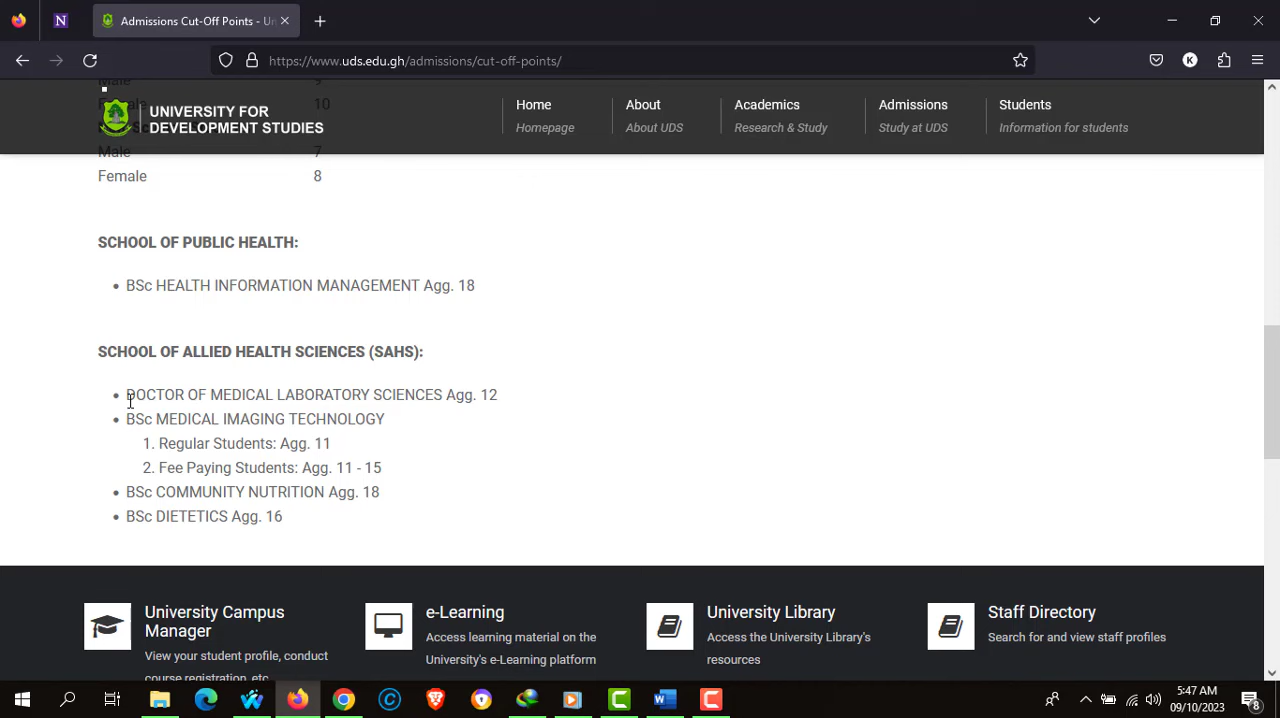 N
Admissions Cut-Off Points - Un
https://www.uds.edu.gh/admissions/cut-off-points/
K
Male 9
Female 10
UNIVERSITY FOR
DEVELOPMENT STUDIES
Home
Homepage
About
About UDS
Academics
Research & Study
Admissions
Study at UDS
Students
Information for students
Male 7
Female 8
SCHOOL OF PUBLIC HEALTH:
BSc HEALTH INFORMATION MANAGEMENT Agg. 18
SCHOOL OF ALLIED HEALTH SCIENCES (SAHS):
DOCTOR OF MEDICAL LABORATORY SCIENCES Agg. 12
BSc MEDICAL IMAGING TECHNOLOGY
1. Regular Students: Agg. 11
2. Fee Paying Students: Agg. 11 - 15
BSc COMMUNITY NUTRITION Agg. 18
BSc DIETETICS Agg. 16
University Campus
Manager
View your student profile, conduct
course registration, etc
e-Learning
Access learning material on the
University's e-Learning platform
University Library
Access the University Library's
resources
Staff Directory
Search for and view staff profiles
5:47 AM
09/10/2023
8